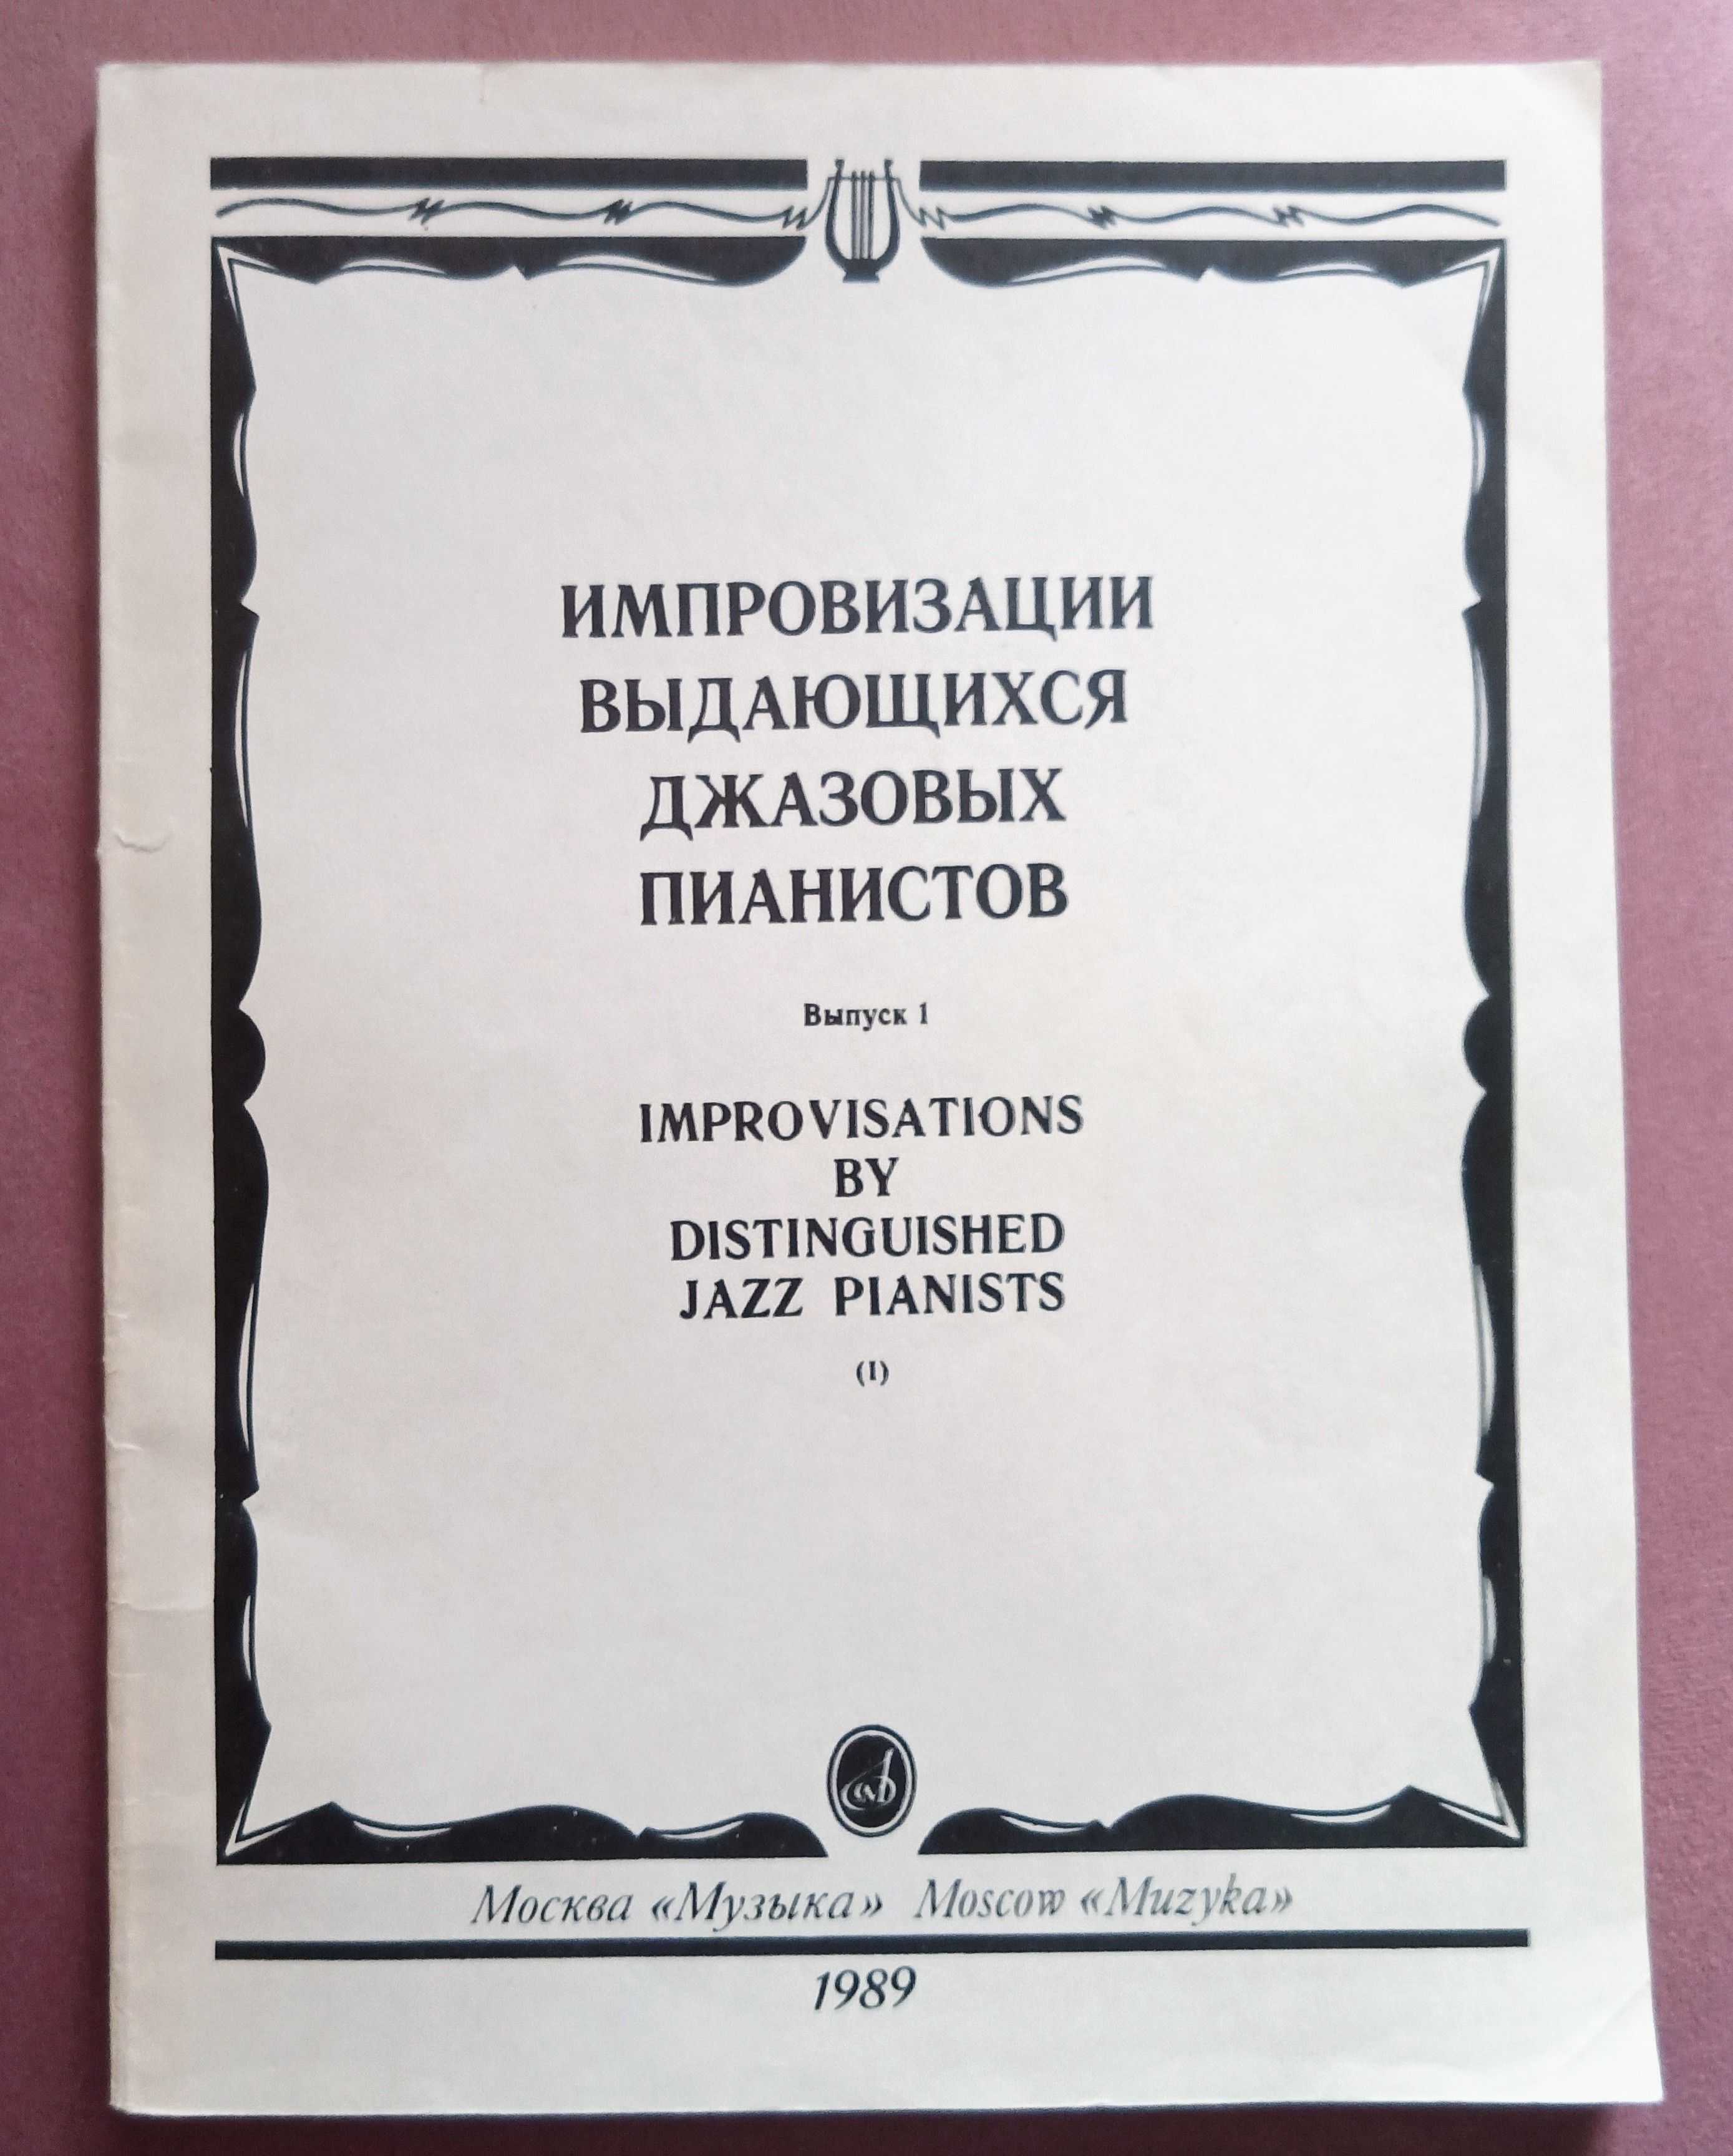 ИМПРОВИЗАЦИИ
ВЫДАЮЩИХСЯ
ДЖАЗОВЫХ
ПИАНИСТОВ
Выпуск 1
IMPROVISATIONS
BY
DISTINGUISHED
JAZZ PIANISTS
(I)
Москва «Музыка» Moscow «Muzyka»
1989